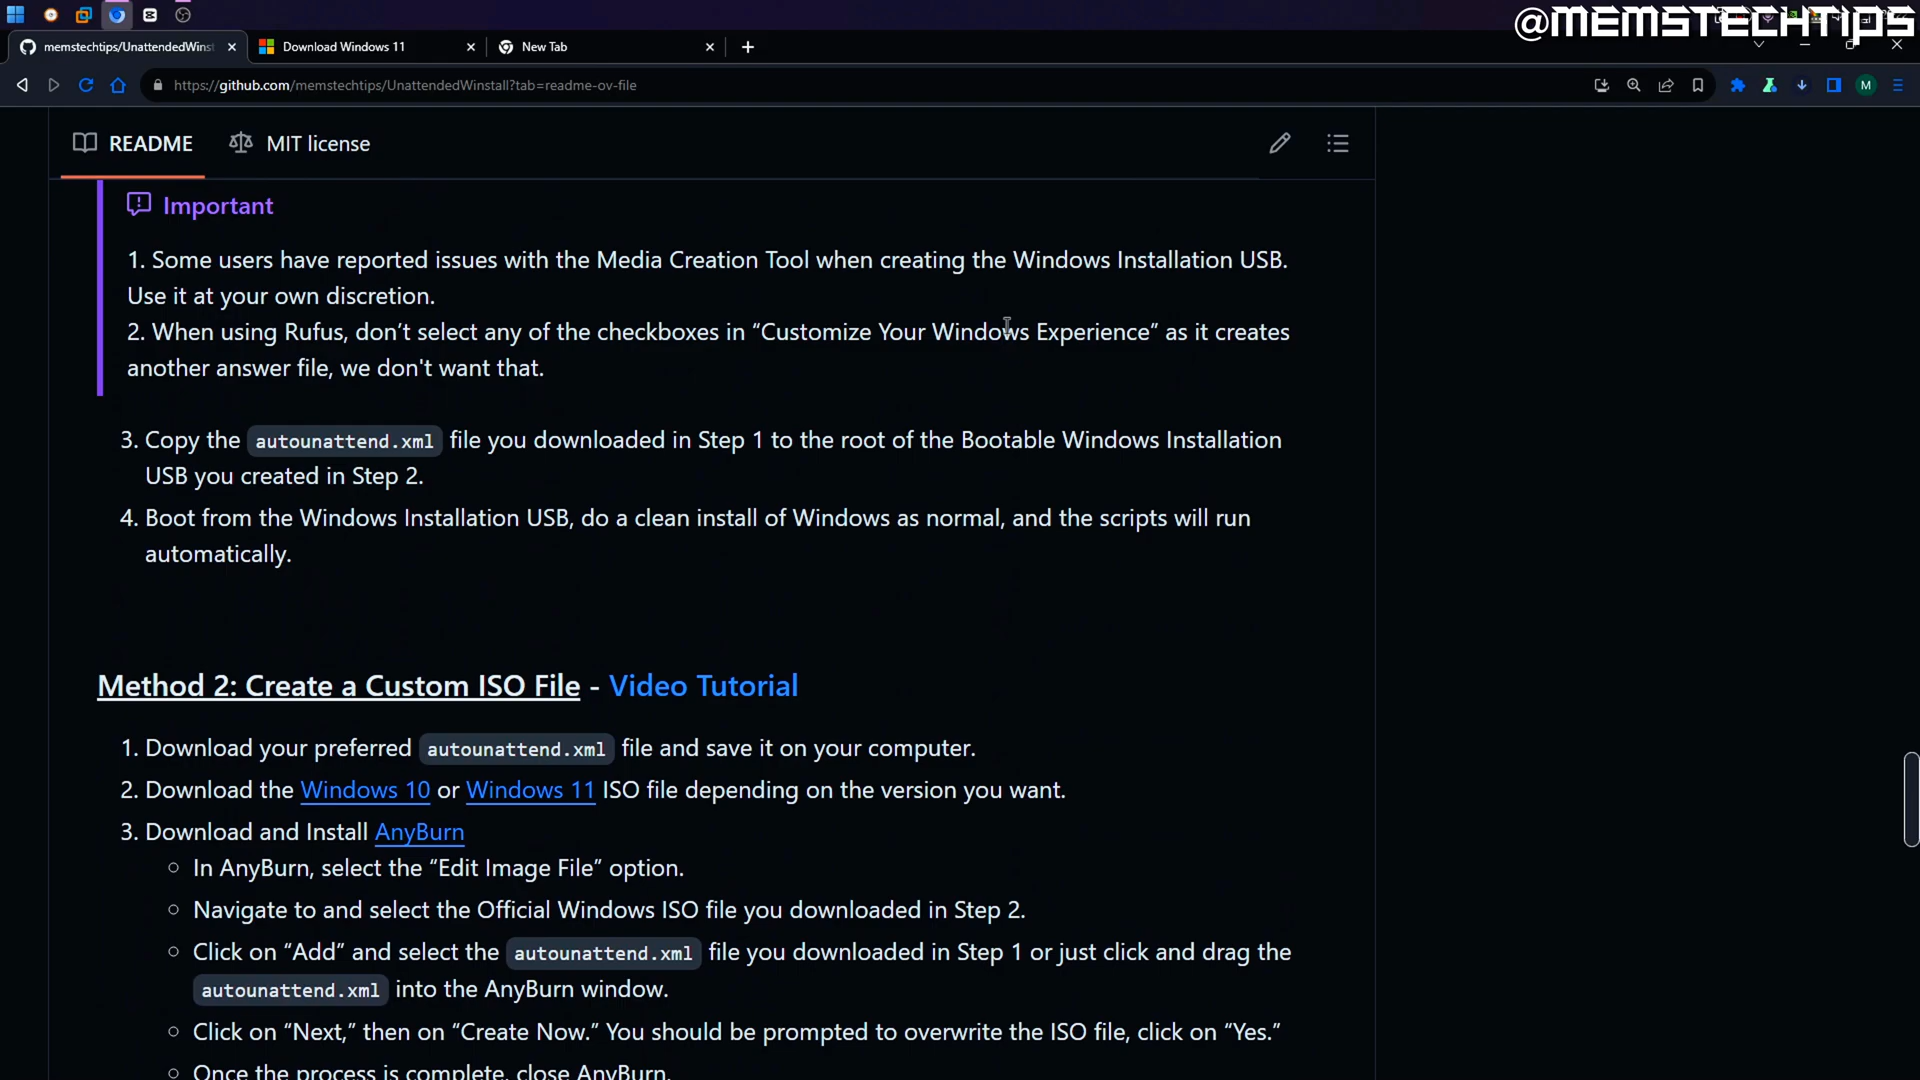 @MEMSTECHTIPS
memstechtips/UnattendedWinst
Download Windows 11
New Tab
https://github.com/memstechtips/UnattendedWinstall?tab=readme-ov-file
M
README
MIT license
Important
1. Some users have reported issues with the Media Creation Tool when creating the Windows Installation USB.
Use it at your own discretion.
2. When using Rufus, don’t select any of the checkboxes in “Customize Your Windows Experience” as it creates
another answer file, we don't want that.
3. Copy the autounattend.xml file you downloaded in Step 1 to the root of the Bootable Windows Installation
USB you created in Step 2.
4. Boot from the Windows Installation USB, do a clean install of Windows as normal, and the scripts will run
automatically.
Method 2: Create a Custom ISO File - Video Tutorial
1. Download your preferred autounattend.xml file and save it on your computer.
2. Download the Windows 10 or Windows 11 ISO file depending on the version you want.
3. Download and Install AnyBurn
In AnyBurn, select the “Edit Image File” option.
Navigate to and select the Official Windows ISO file you downloaded in Step 2.
Click on “Add” and select the autounattend.xml file you downloaded in Step 1 or just click and drag the
autounattend.xml into the AnyBurn window.
Click on “Next,” then on “Create Now.” You should be prompted to overwrite the ISO file, click on “Yes.”
Once the process is complete, close AnyBurn.